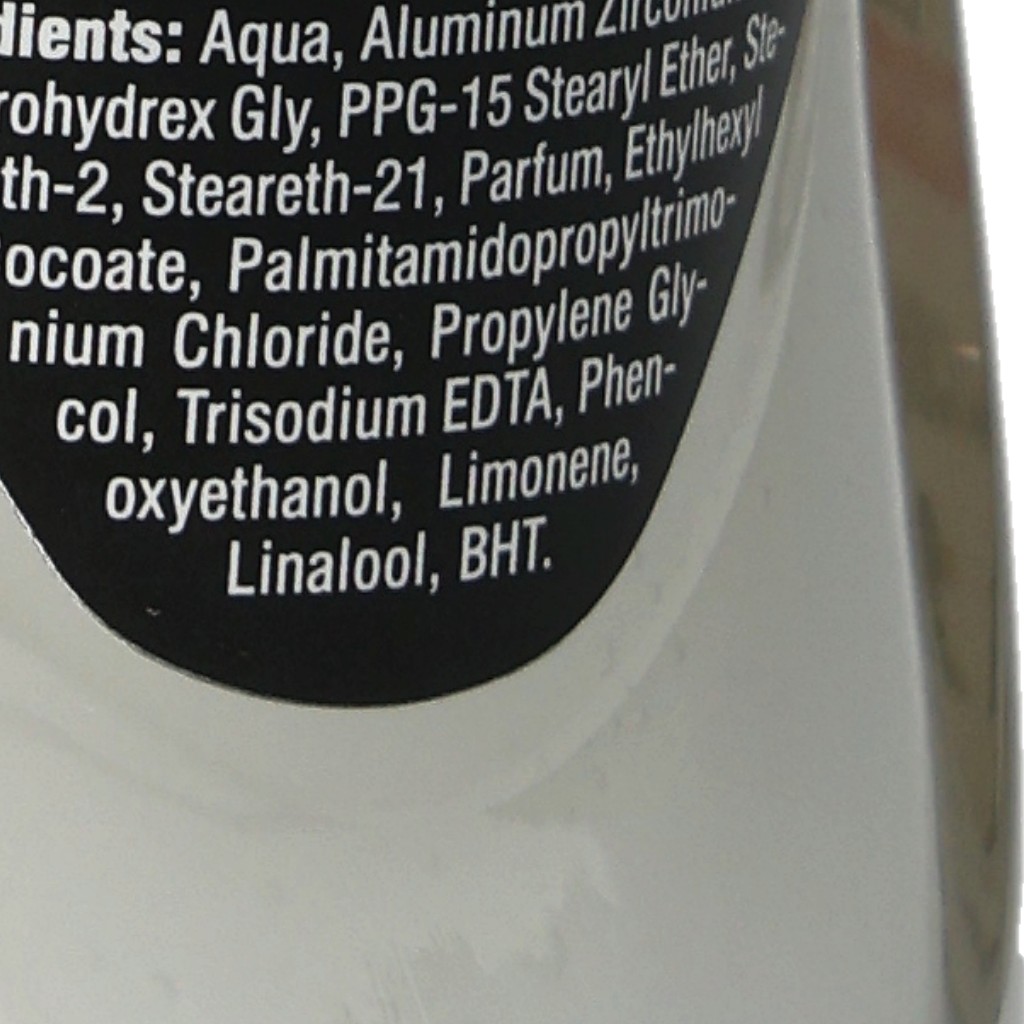 dients: Aqua, Aluminum Zirconium
rohydrex Gly, PPG-15 Stearyl Ether, Ste-
th-2, Steareth-21, Parfum, Ethylhexyl
ocoate, Palmitamidopropyltrimo-
nium Chloride, Propylene Gly-
col, Trisodium EDTA, Phen-
oxyethanol, Limonene,
Linalool, BHT.